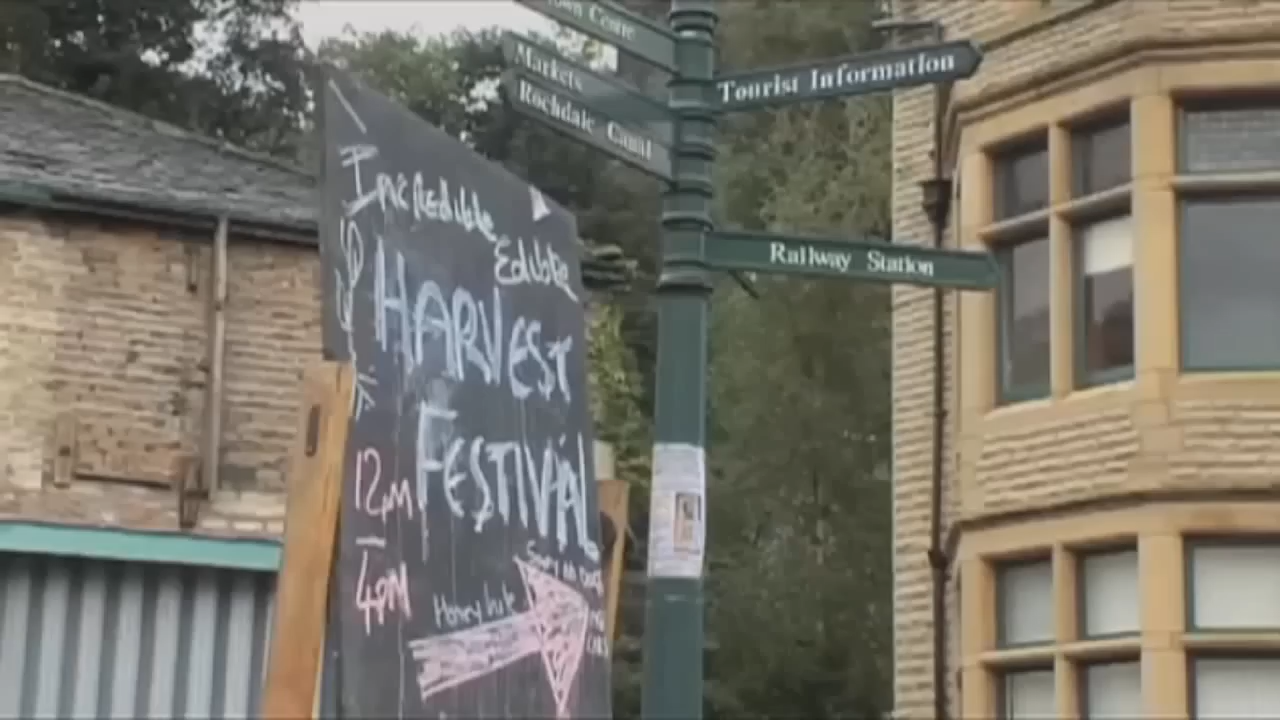 Markets
Rochdale Canal
Tourist Information
Railway Station
Incredible
Edible
HARVEST
FESTIVAL
12pm
-
4PM